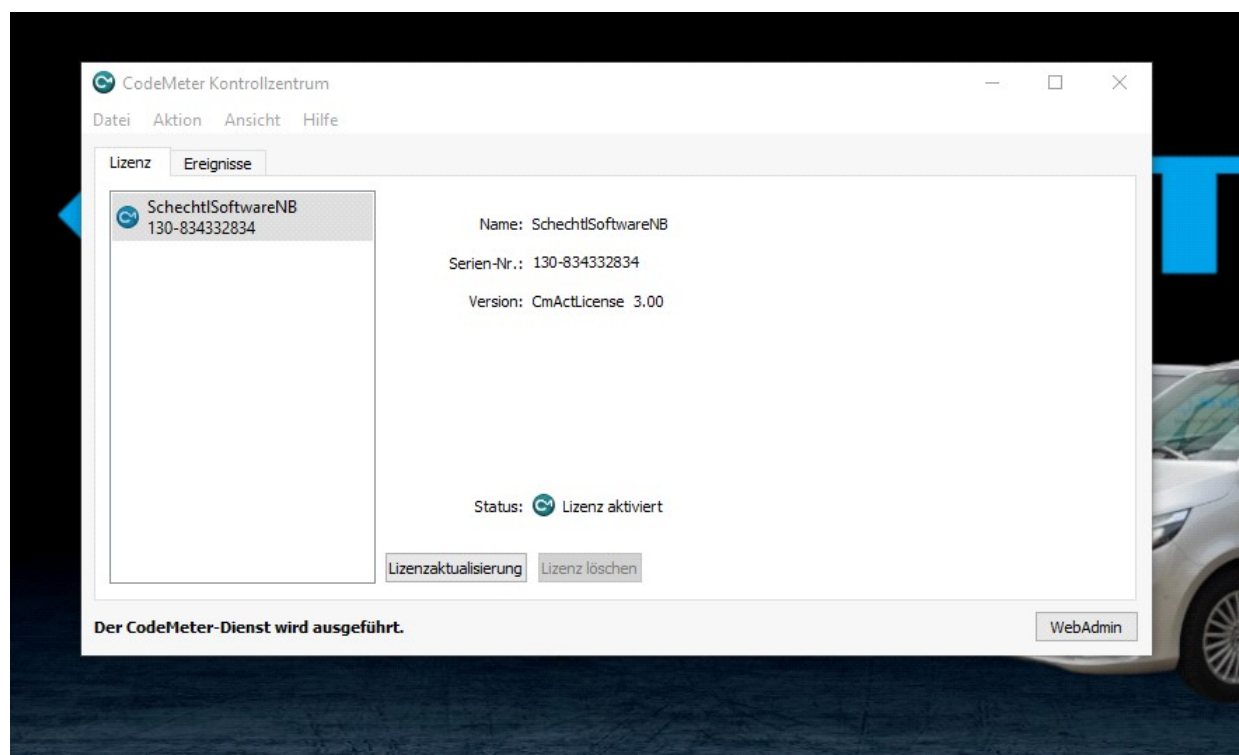 CodeMeter Kontrollzentrum
Datei Aktion Ansicht Hilfe
Lizenz Ereignisse
SchechtlSoftwareNB
130-834332834
Name: SchechtlSoftwareNB
Serien-Nr.: 130-834332834
Version: CmActLicense 3.00
Status: Lizenz aktiviert
Lizenzaktualisierung Lizenz löschen
Der CodeMeter-Dienst wird ausgeführt.
WebAdmin